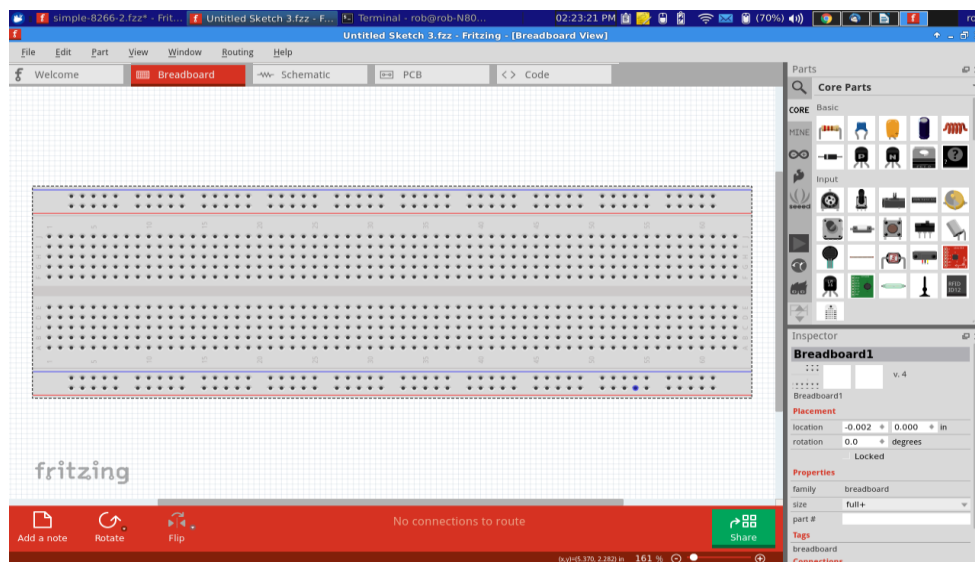 simple-8266-2.fzz* - Frit... Untitled Sketch 3.fzz - F... Terminal - rob@rob-N80... 02:23:21 PM (70%)
Untitled Sketch 3.fzz - Fritzing - [Breadboard View]
File Edit Part View Window Routing Help
Welcome Breadboard Schematic PCB Code
Parts
Core Parts
CORE
Basic
MINE
P N ?
Input
seeed
RFID
ID12
fritzing
Inspector
Breadboard1
v. 4
Breadboard1
Placement
location -0.002 0.000 in
rotation 0.0 degrees
Locked
Properties
family breadboard
size full+
part #
Tags
breadboard
Connections
Add a note Rotate Flip
No connections to route
Share
(x,y)=(5.370, 2.282) in 161 %